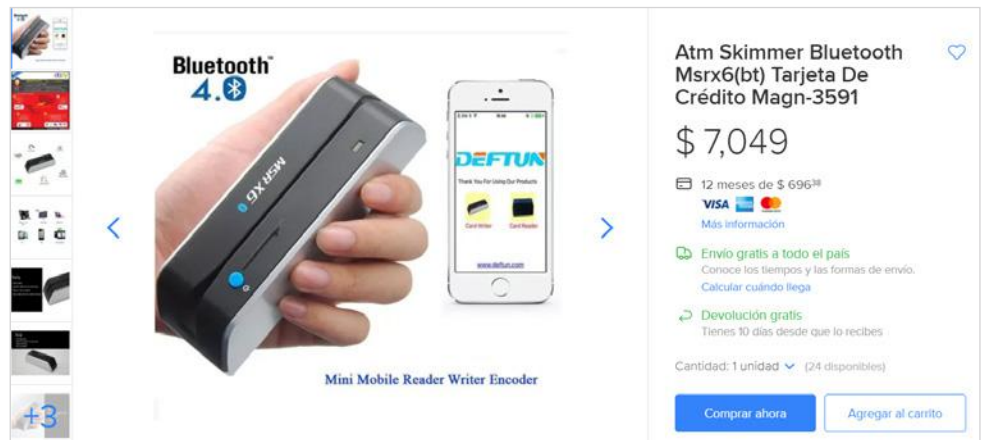 Bluetooth™
4.0
MSR X6
DEFTUN
Thank You For Using Our Products
Card Writer
Card Reader
www.deftun.com
Mini Mobile Reader Writer Encoder
+3
Atm Skimmer Bluetooth
Msrx6(bt) Tarjeta De
Crédito Magn-3591
$ 7,049
12 meses de $ 696³⁸
VISA
Más información
Envío gratis a todo el país
Conoce los tiempos y las formas de envío.
Calcular cuándo llega
Devolución gratis
Tienes 10 días desde que lo recibes
Cantidad: 1 unidad (24 disponibles)
Comprar ahora
Agregar al carrito